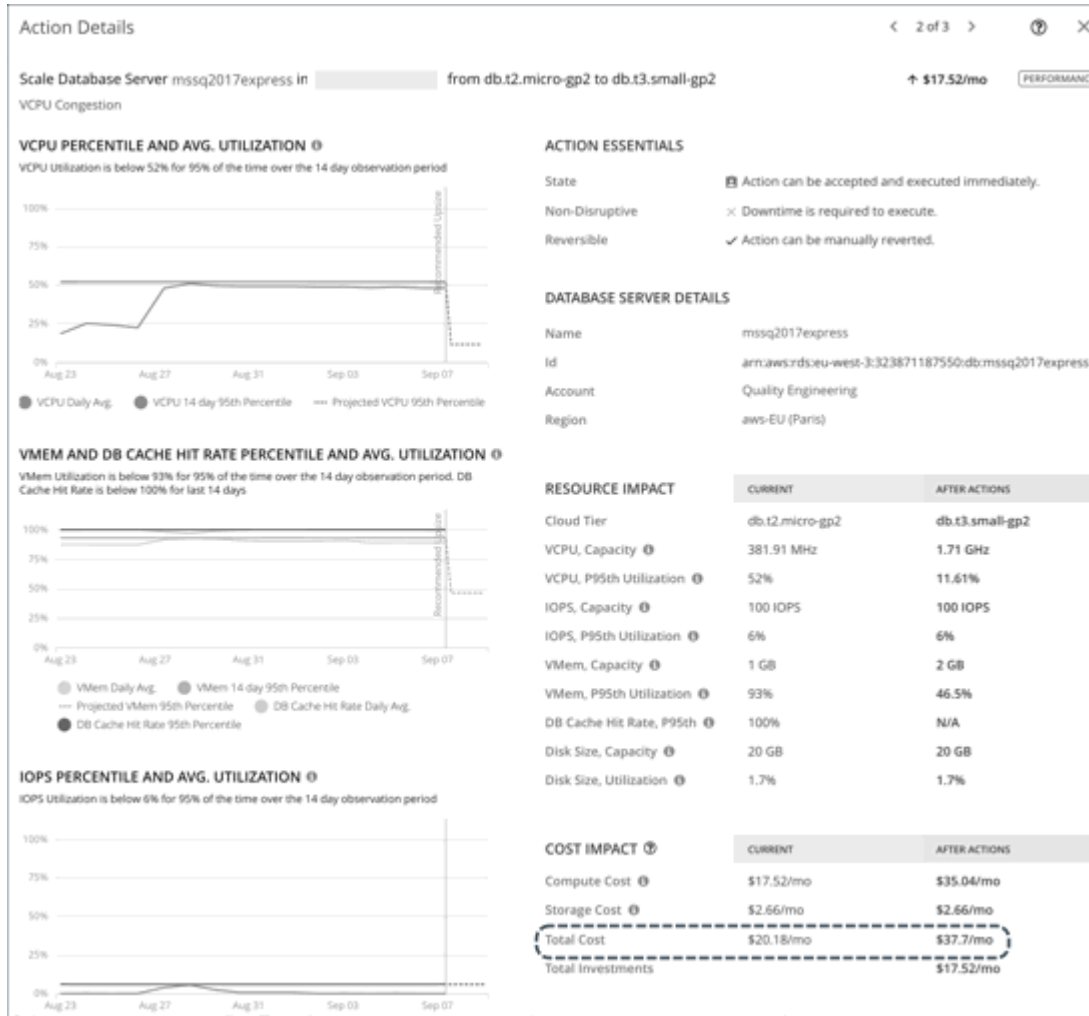 Action Details
< 2 of 3 >
Scale Database Server mssq2017express in from db.t2.micro-gp2 to db.t3.small-gp2
↑ $17.52/mo
PERFORMANC
VCPU Congestion
VCPU PERCENTILE AND AVG. UTILIZATION
VCPU Utilization is below 52% for 95% of the time over the 14 day observation period
100%
75%
50%
25%
0%
Recommended Upsize
Aug 23 Aug 27 Aug 31 Sep 03 Sep 07
VCPU Daily Avg. VCPU 14 day 95th Percentile Projected VCPU 95th Percentile
VMEM AND DB CACHE HIT RATE PERCENTILE AND AVG. UTILIZATION
VMem Utilization is below 93% for 95% of the time over the 14 day observation period. DB
Cache Hit Rate is below 100% for last 14 days
100%
75%
50%
25%
0%
Recommended Upsize
Aug 23 Aug 27 Aug 31 Sep 03 Sep 07
VMem Daily Avg. VMem 14 day 95th Percentile
Projected VMem 95th Percentile DB Cache Hit Rate Daily Avg.
DB Cache Hit Rate 95th Percentile
IOPS PERCENTILE AND AVG. UTILIZATION
IOPS Utilization is below 6% for 95% of the time over the 14 day observation period
100%
75%
50%
25%
0%
Aug 23 Aug 27 Aug 31 Sep 03 Sep 07
ACTION ESSENTIALS
State Action can be accepted and executed immediately.
Non-Disruptive Downtime is required to execute.
Reversible Action can be manually reverted.
DATABASE SERVER DETAILS
Name mssq2017express
Id arn:aws:rds:eu-west-3:323871187550:db:mssq2017express
Account Quality Engineering
Region aws-EU (Paris)
RESOURCE IMPACT CURRENT AFTER ACTIONS
Cloud Tier db.t2.micro-gp2 db.t3.small-gp2
VCPU, Capacity 381.91 MHz 1.71 GHz
VCPU, P95th Utilization 52% 11.61%
IOPS, Capacity 100 IOPS 100 IOPS
IOPS, P95th Utilization 6% 6%
VMem, Capacity 1 GB 2 GB
VMem, P95th Utilization 93% 46.5%
DB Cache Hit Rate, P95th 100% N/A
Disk Size, Capacity 20 GB 20 GB
Disk Size, Utilization 1.7% 1.7%
COST IMPACT CURRENT AFTER ACTIONS
Compute Cost $17.52/mo $35.04/mo
Storage Cost $2.66/mo $2.66/mo
Total Cost $20.18/mo $37.7/mo
Total Investments $17.52/mo